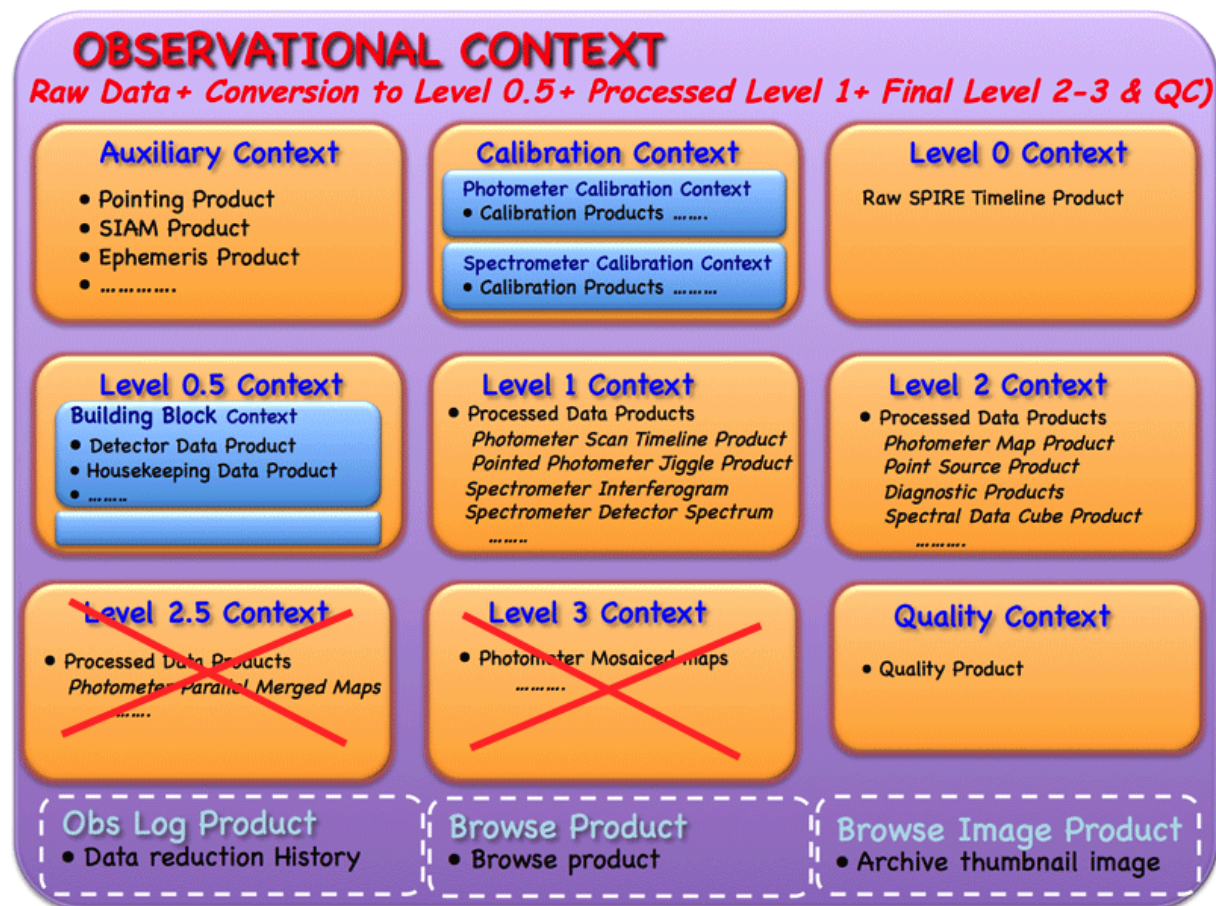 OBSERVATIONAL CONTEXT
Raw Data+ Conversion to Level 0.5+ Processed Level 1+ Final Level 2-3 & QC)
Auxiliary Context
• Pointing Product
• SIAM Product
• Ephemeris Product
• ………….
Calibration Context
Photometer Calibration Context
• Calibration Products …….
Spectrometer Calibration Context
• Calibration Products ………
Level 0 Context
Raw SPIRE Timeline Product
Level 0.5 Context
Building Block Context
• Detector Data Product
• Housekeeping Data Product
• ……..
Level 1 Context
• Processed Data Products
Photometer Scan Timeline Product
Pointed Photometer Jiggle Product
Spectrometer Interferogram
Spectrometer Detector Spectrum
……..
Level 2 Context
• Processed Data Products
Photometer Map Product
Point Source Product
Diagnostic Products
Spectral Data Cube Product
……….
Level 2.5 Context
• Processed Data Products
Photometer Parallel Merged Maps
…….
Level 3 Context
• Photometer Mosaiced maps
……….
Quality Context
• Quality Product
Obs Log Product
• Data reduction History
Browse Product
• Browse product
Browse Image Product
• Archive thumbnail image